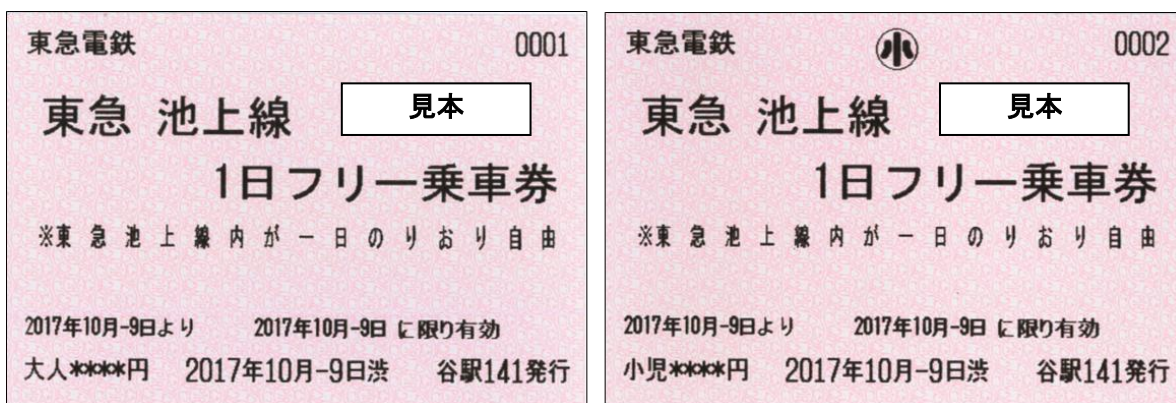 東急電鉄 0001
東急 池上線 見本
1日フリー乗車券
※東急池上線内が一日のりおり自由
2017年10月-9日より 2017年10月-9日 に限り有効
大人****円 2017年10月-9日渋 谷駅141発行
東急電鉄 小 0002
東急 池上線 見本
1日フリー乗車券
※東急池上線内が一日のりおり自由
2017年10月-9日より 2017年10月-9日 に限り有効
小児****円 2017年10月-9日渋 谷駅141発行